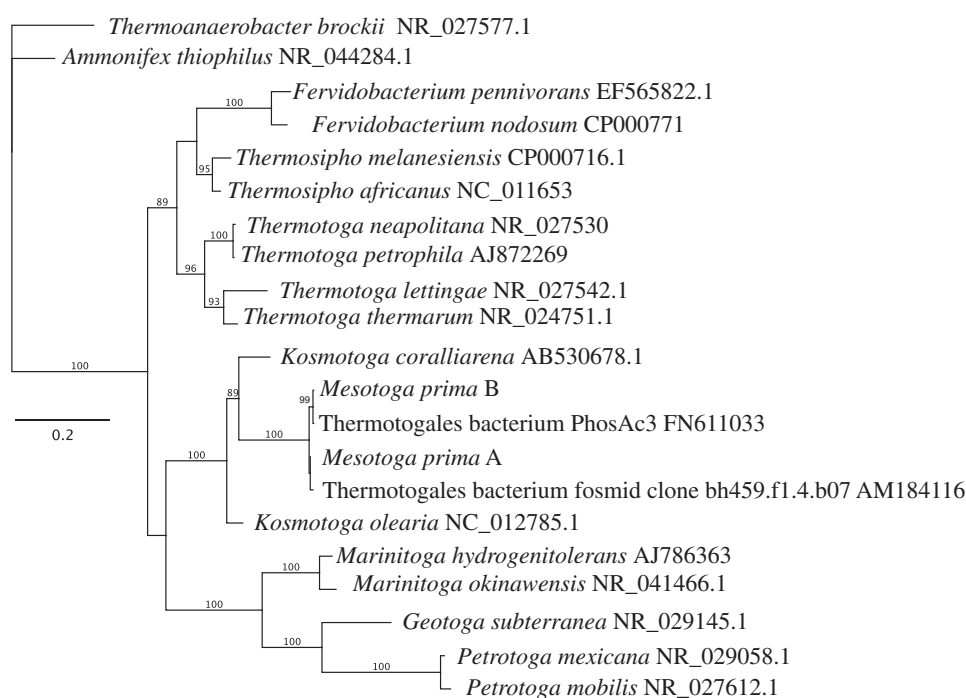 Thermoanaerobacter brockii NR_027577.1
Ammonifex thiophilus NR_044284.1
Fervidobacterium pennivorans EF565822.1
100
Fervidobacterium nodosum CP000771
Thermosipho melanesiensis CP000716.1
95
Thermosipho africanus NC_011653
89
Thermotoga neapolitana NR_027530
100
Thermotoga petrophila AJ872269
96
Thermotoga lettingae NR_027542.1
93
Thermotoga thermarum NR_024751.1
Kosmotoga coralliarena AB530678.1
100
89
Mesotoga prima B
99
0.2
Thermotogales bacterium PhosAc3 FN611033
100
Mesotoga prima A
100
Thermotogales bacterium fosmid clone bh459.f1.4.b07 AM184116
Kosmotoga olearia NC_012785.1
Marinitoga hydrogenitolerans AJ786363
100
Marinitoga okinawensis NR_041466.1
100
Geotoga subterranea NR_029145.1
100
Petrotoga mexicana NR_029058.1
100
Petrotoga mobilis NR_027612.1